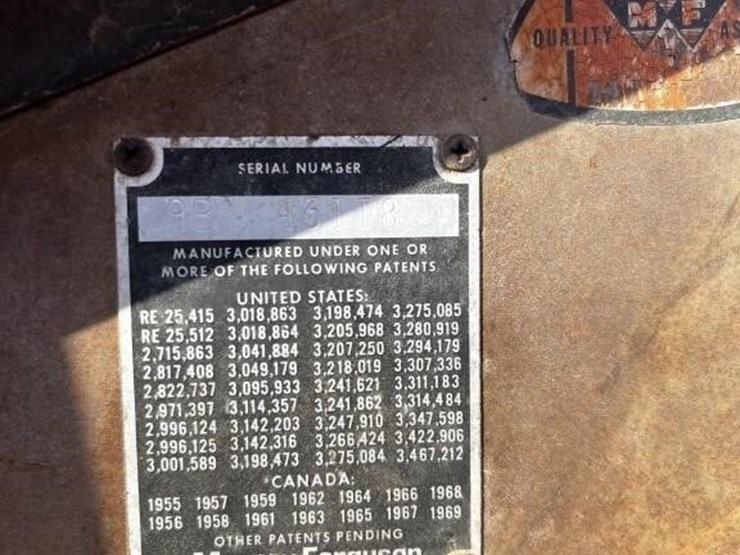 QUALITY
MF
AS
SERIAL NUMBER
MANUFACTURED UNDER ONE OR
MORE OF THE FOLLOWING PATENTS
UNITED STATES:
RE 25,415 3,018,863 3,198,474 3,275,085
RE 25,512 3,018,864 3,205,968 3,280,919
2,715,863 3,041,884 3,207,250 3,294,179
2,817,408 3,049,179 3,218,019 3,307,336
2,822,737 3,095,933 3,241,621 3,311,183
2,971,397 3,114,357 3,241,862 3,314,484
2,996,124 3,142,203 3,247,910 3,347,598
2,996,125 3,142,316 3,266,424 3,422,906
3,001,589 3,198,473 3,275,084 3,467,212
CANADA:
1955 1957 1959 1962 1964 1966 1968
1956 1958 1961 1963 1965 1967 1969
OTHER PATENTS PENDING
Ferguson